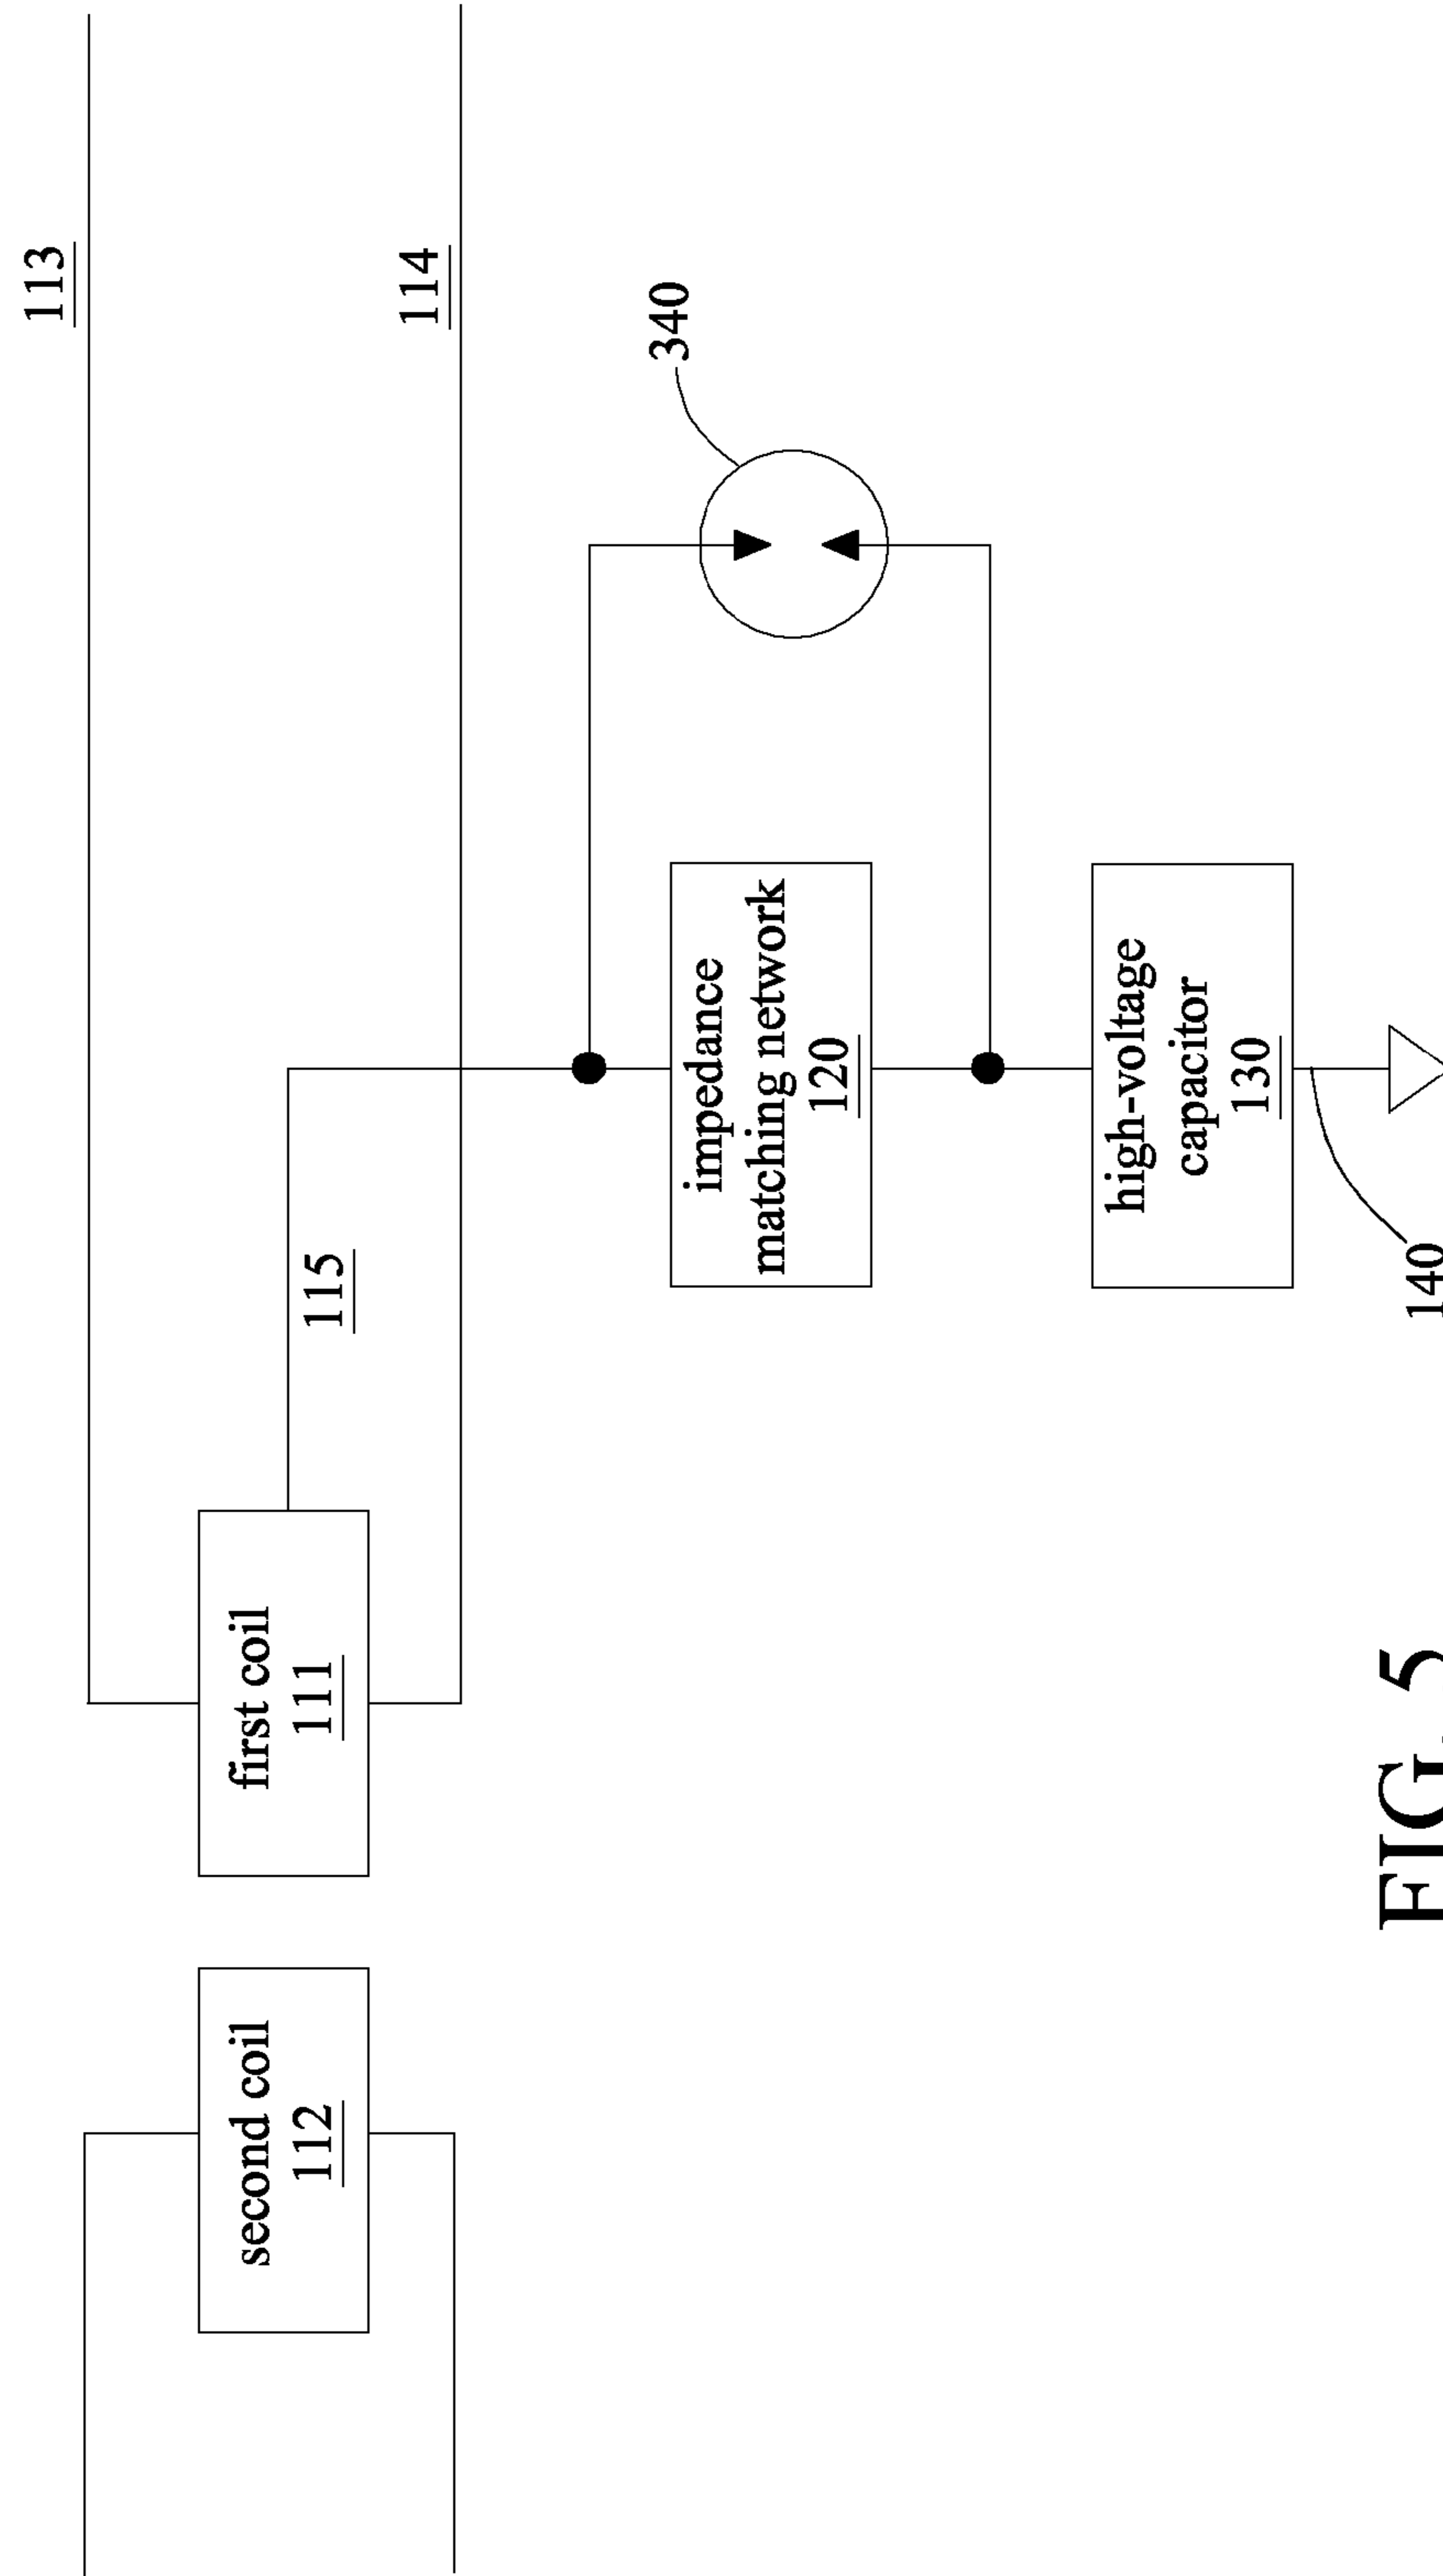 113
114
340
115
impedance
matching network
120
high-voltage
capacitor
130
140
first coil
111
second coil
112
FIG. 5